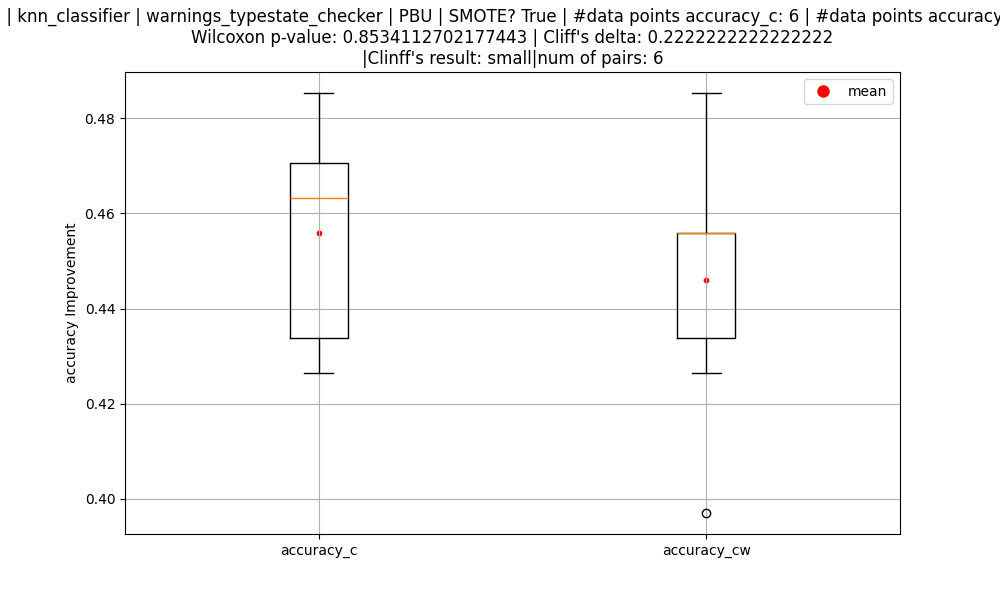 | knn_classifier | warnings_typestate_checker | PBU | SMOTE? True | #data points accuracy_c: 6 | #data points accuracy
Wilcoxon p-value: 0.8534112702177443 | Cliff's delta: 0.2222222222222222
|Clinff's result: small|num of pairs: 6
mean
0.48
0.46
0.44
0.42
0.40
accuracy Improvement
accuracy_c
accuracy_cw